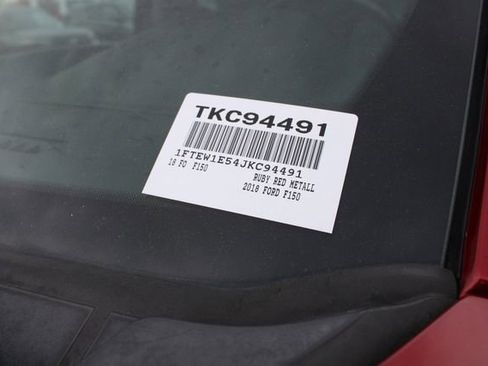 TKC94491
1FTEW1E54JKC94491
18 FO F150
RUBY RED METALL
2018 FORD F150